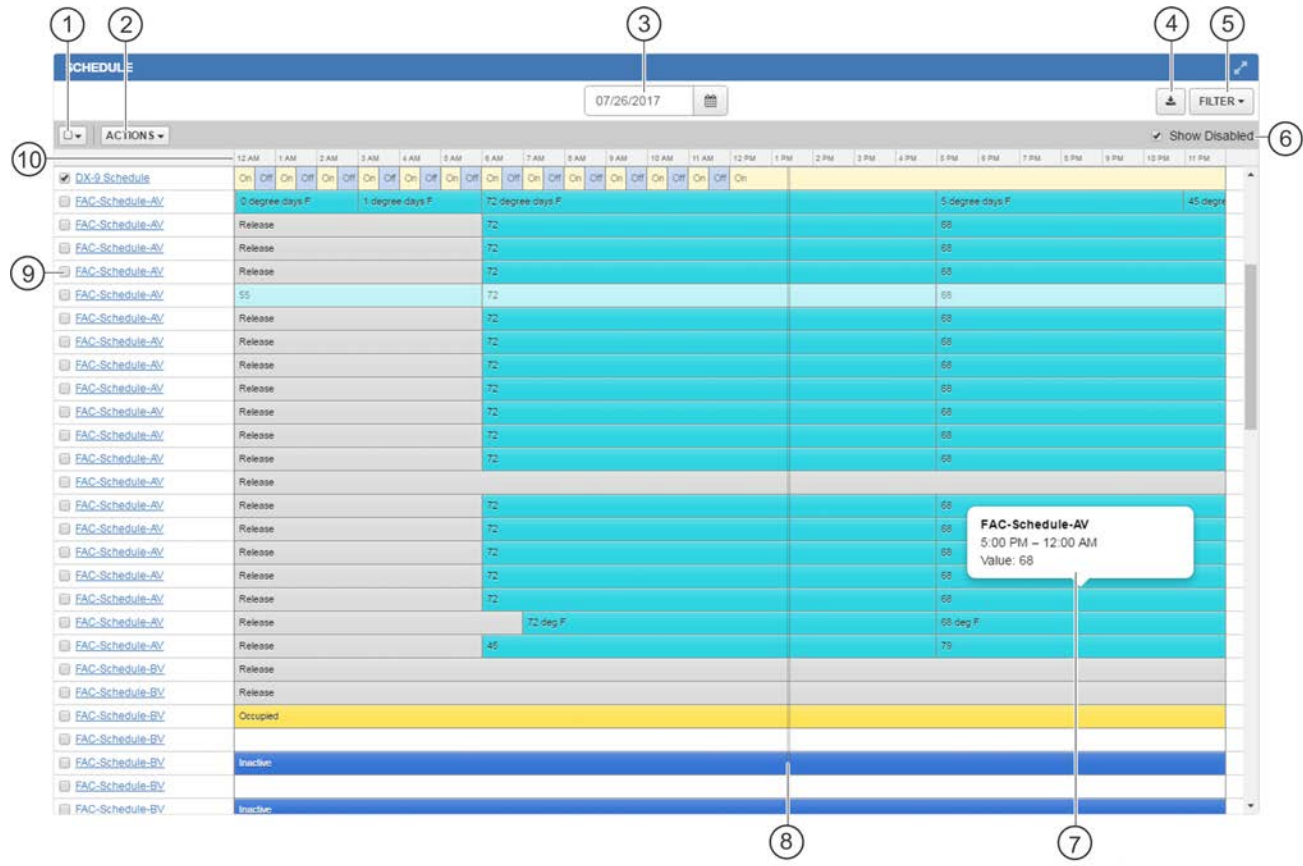 1 2 3 4 5
SCHEDULE
07/26/2017 FILTER
ACTIONS Show Disabled 6
10 12 AM 1 AM 2 AM 3 AM 4 AM 5 AM 6 AM 7 AM 8 AM 9 AM 10 AM 11 AM 12 PM 1 PM 2 PM 3 PM 4 PM 5 PM 6 PM 7 PM 8 PM 9 PM 10 PM 11 PM
DX-9 Schedule On Off On Off On Off On Off On Off On Off On Off On Off On Off On Off On Off On Off On
FAC-Schedule-AV 0 degree days F 1 degree days F 72 degree days F 5 degree days F 45 degre
FAC-Schedule-AV Release 72 68
FAC-Schedule-AV Release 72 68
9 FAC-Schedule-AV Release 72 68
FAC-Schedule-AV 55 72 68
FAC-Schedule-AV Release 72 68
FAC-Schedule-AV Release 72 68
FAC-Schedule-AV Release 72 68
FAC-Schedule-AV Release 72 68
FAC-Schedule-AV Release 72 68
FAC-Schedule-AV Release 72 68
FAC-Schedule-AV Release 72 68
FAC-Schedule-AV Release
FAC-Schedule-AV Release 72 68
FAC-Schedule-AV Release 72 68
FAC-Schedule-AV
5:00 PM – 12:00 AM
Value: 68
FAC-Schedule-AV Release 72 68
FAC-Schedule-AV Release 72 68
FAC-Schedule-AV Release 72 68
FAC-Schedule-AV Release 72 deg F 68 deg F
FAC-Schedule-AV Release 45 79
FAC-Schedule-BV Release
FAC-Schedule-BV Release
FAC-Schedule-BV Occupied
FAC-Schedule-BV
FAC-Schedule-BV Inactive
FAC-Schedule-BV
FAC-Schedule-BV Inactive
8 7